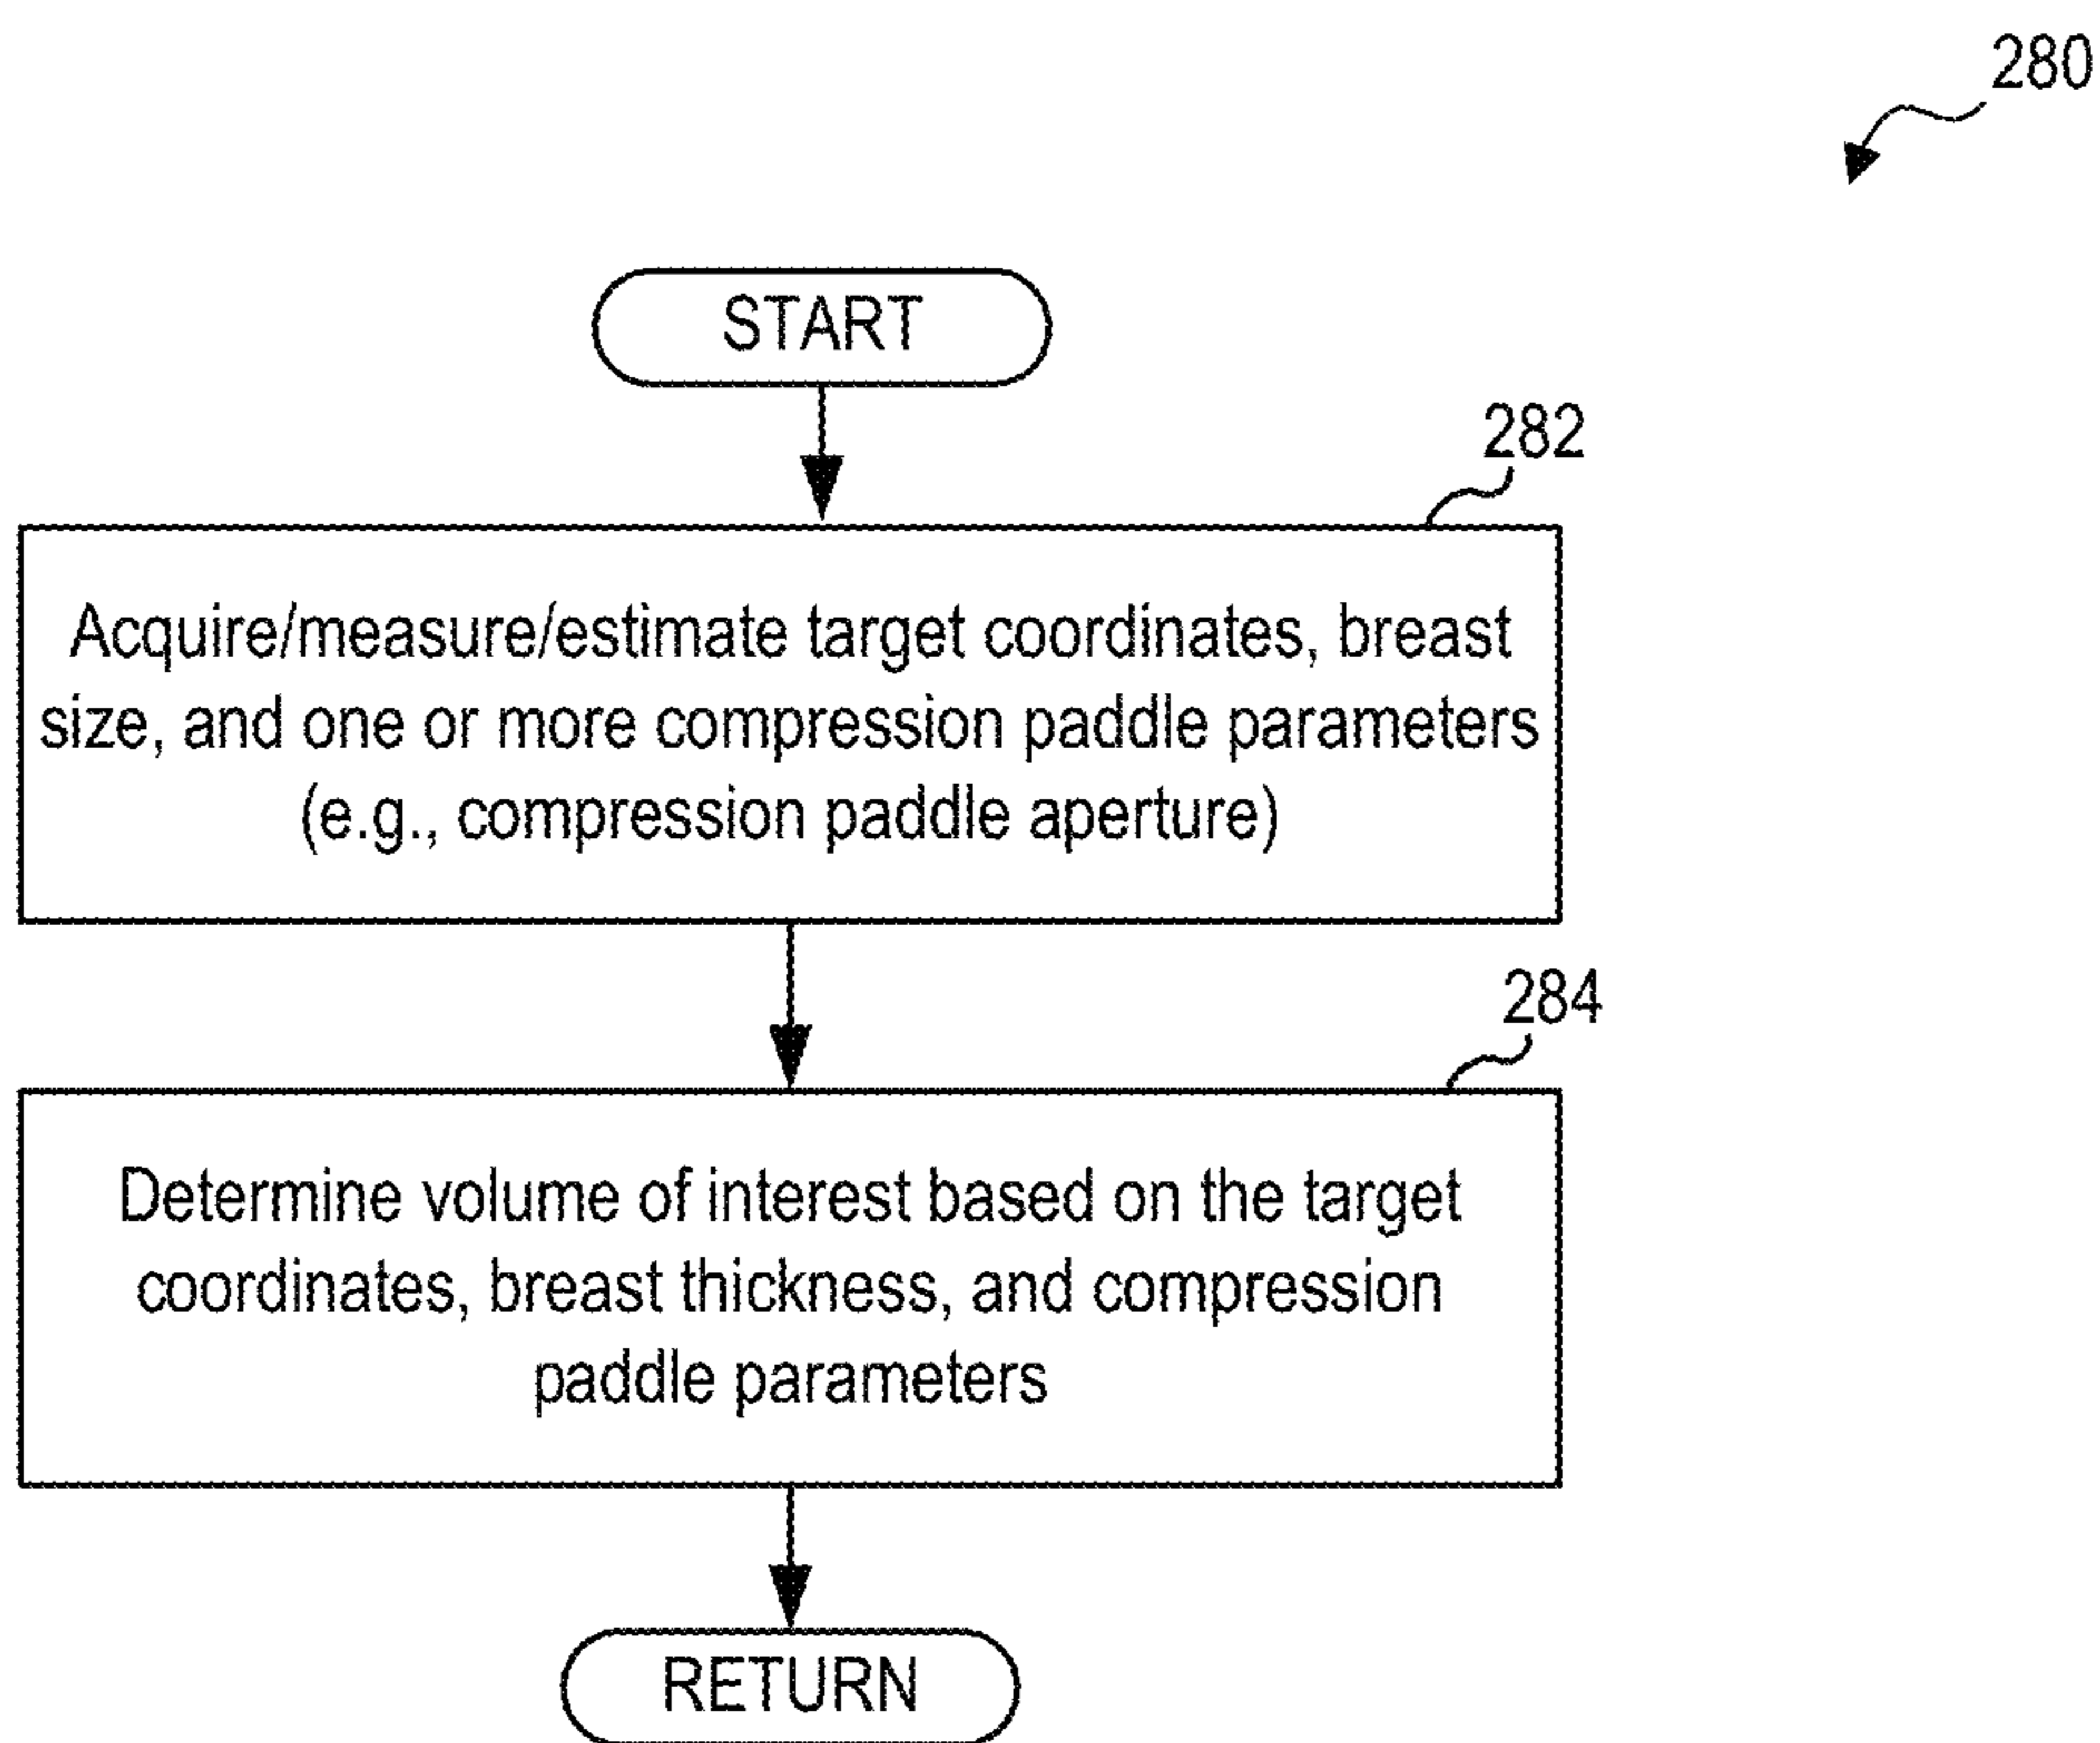 280
START
282
Acquire/measure/estimate target coordinates, breast
size, and one or more compression paddle parameters
(e.g., compression paddle aperture)
284
Determine volume of interest based on the target
coordinates, breast thickness, and compression
paddle parameters
RETURN